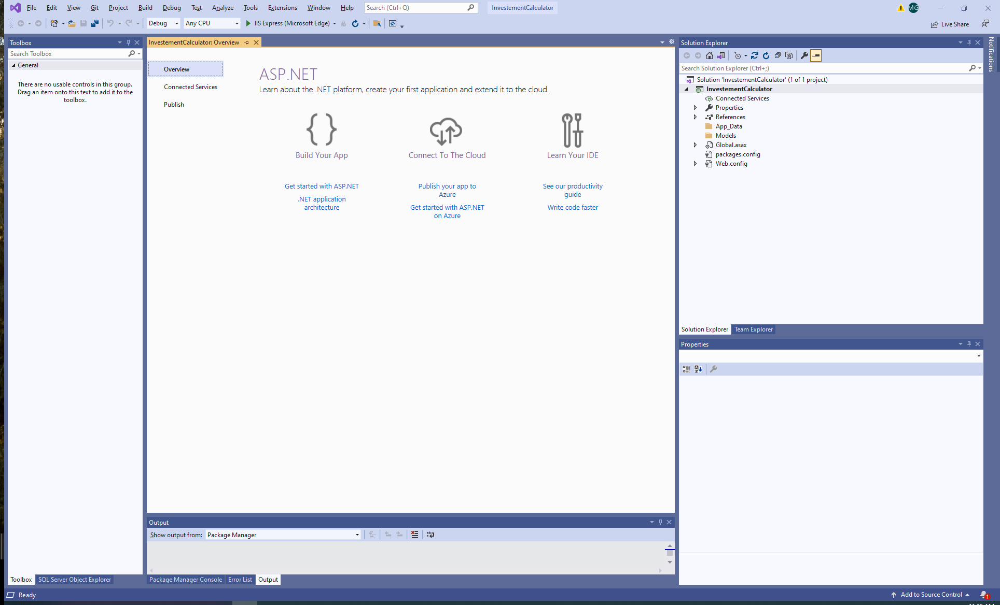 File Edit View Git Project Build Debug Test Analyze Tools Extensions Window Help Search (Ctrl+Q) InvestementCalculator MG
Debug Any CPU IIS Express (Microsoft Edge) Live Share
Toolbox
Search Toolbox
General
There are no usable controls in this group.
Drag an item onto this text to add it to the
toolbox.
Toolbox SQL Server Object Explorer
InvestementCalculator: Overview
Overview
Connected Services
Publish
ASP.NET
Learn about the .NET platform, create your first application and extend it to the cloud.
Build Your App
Get started with ASP.NET
.NET application
architecture
Connect To The Cloud
Publish your app to
Azure
Get started with ASP.NET
on Azure
Learn Your IDE
See our productivity
guide
Write code faster
Output
Show output from: Package Manager
Package Manager Console Error List Output
Solution Explorer
Search Solution Explorer (Ctrl+;)
Solution 'InvestementCalculator' (1 of 1 project)
InvestementCalculator
Connected Services
Properties
References
App_Data
Models
Global.asax
packages.config
Web.config
Solution Explorer Team Explorer
Properties
Notifications
Ready
Add to Source Control 1